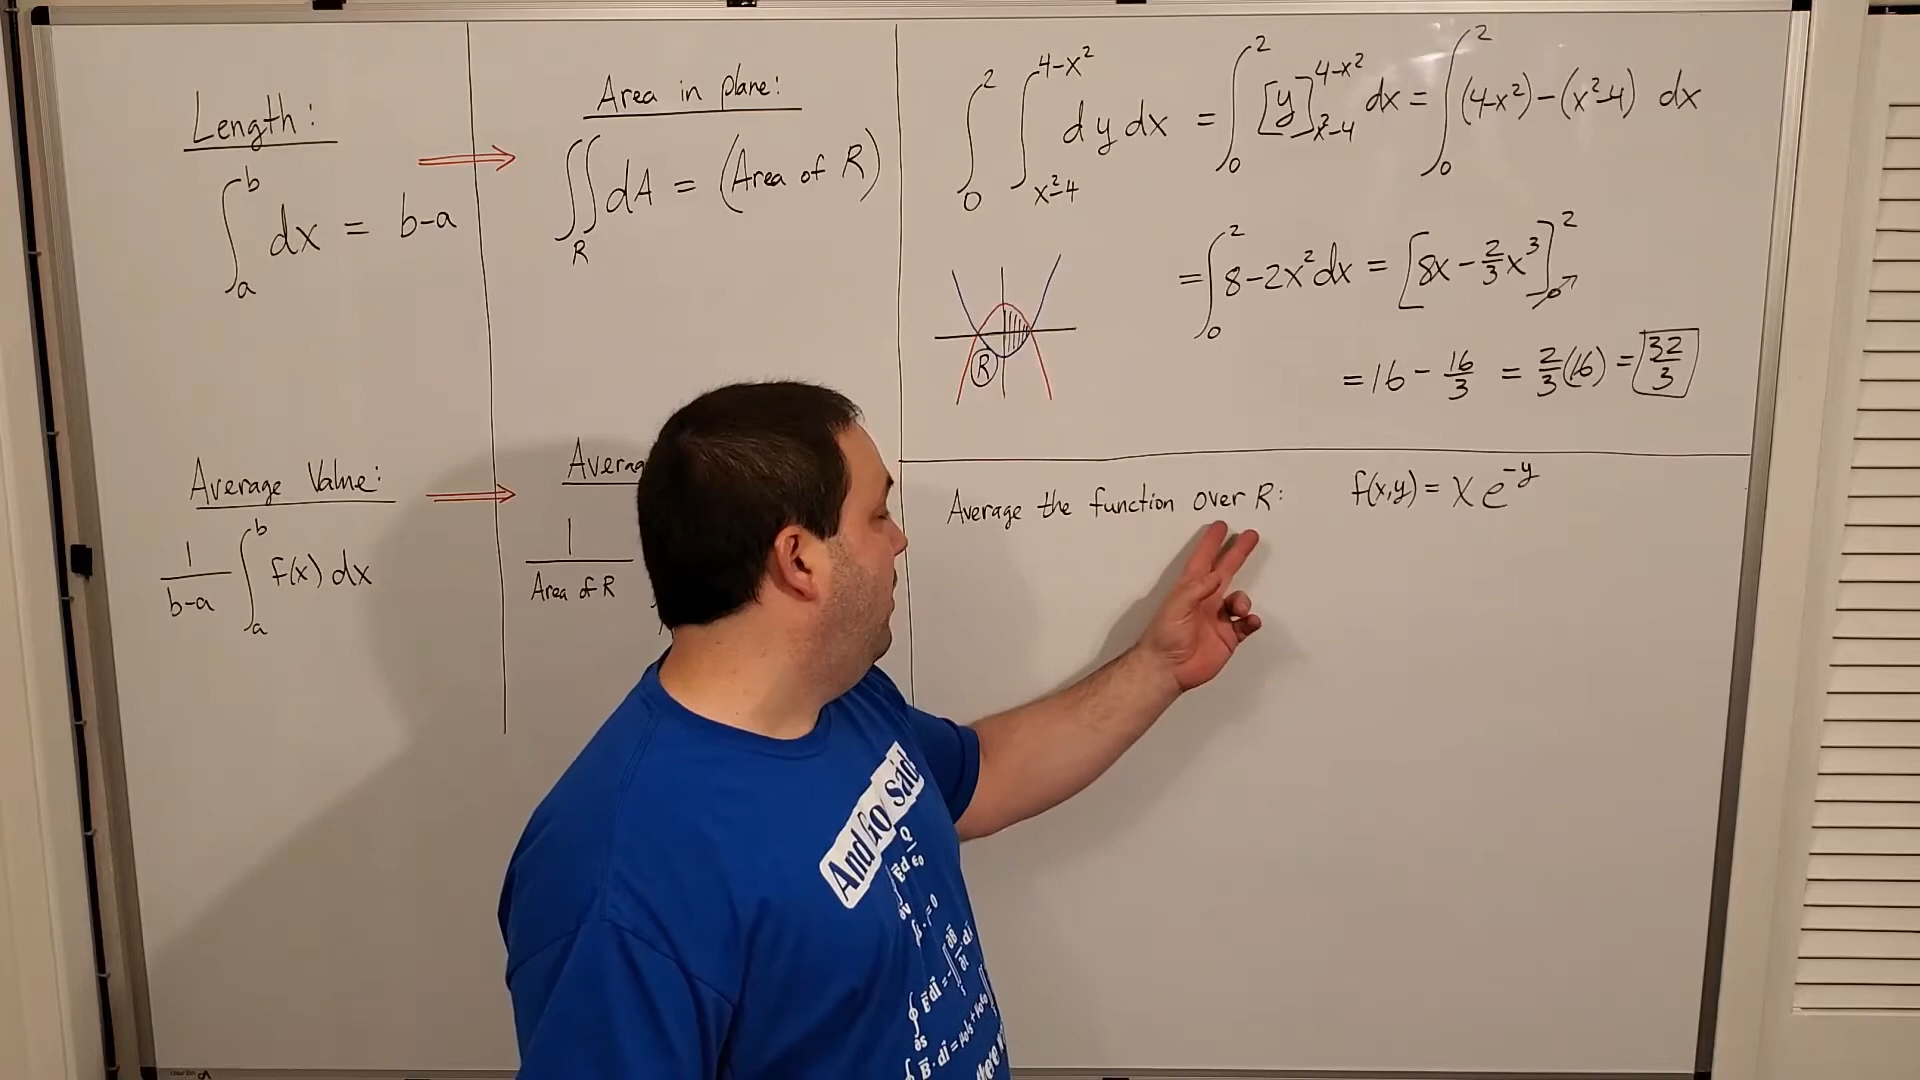 Length:
∫_a^b dx = b-a
Average Value:
1/(b-a) ∫_a^b f(x) dx
Area in plane:
∬_R dA = (Area of R)
1/(Area of R)
∫_0^2 ∫_{x²-4}^{4-x²} dy dx = ∫_0^2 [y]_{x²-4}^{4-x²} dx = ∫_0^2 (4-x²)-(x²-4) dx
= ∫_0^2 8-2x² dx = [8x - 2/3 x³]_0^2
= 16 - 16/3 = 2/3(16) = 32/3
R
Average the function over R: f(x,y) = x e^{-y}
And